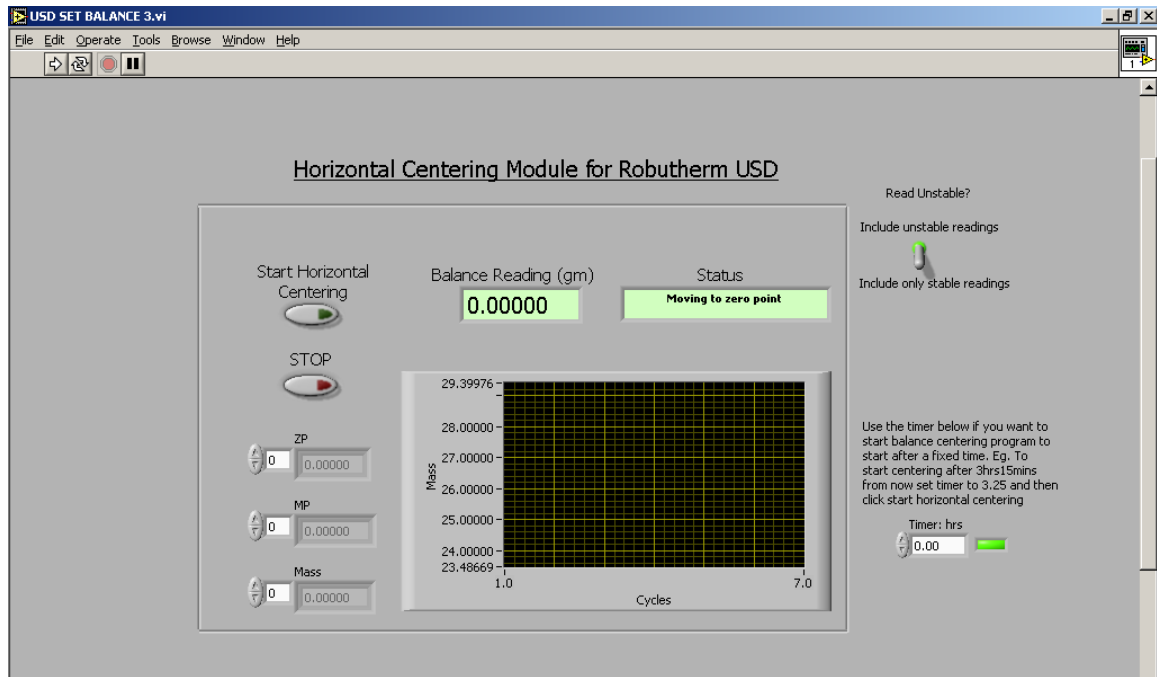 USD SET BALANCE 3.vi
File Edit Operate Tools Browse Window Help
1
Horizontal Centering Module for Robutherm USD
Read Unstable?
Include unstable readings
Include only stable readings
Start Horizontal
Centering
Balance Reading (gm)
0.00000
Status
Moving to zero point
STOP
ZP
0
0.00000
MP
0
0.00000
Mass
0
0.00000
29.39976
28.00000
27.00000
26.00000
25.00000
24.00000
23.48669
Mass
1.0
7.0
Cycles
Use the timer below if you want to
start balance centering program to
start after a fixed time. Eg. To
start centering after 3hrs15mins
from now set timer to 3.25 and then
click start horizontal centering
Timer: hrs
0.00